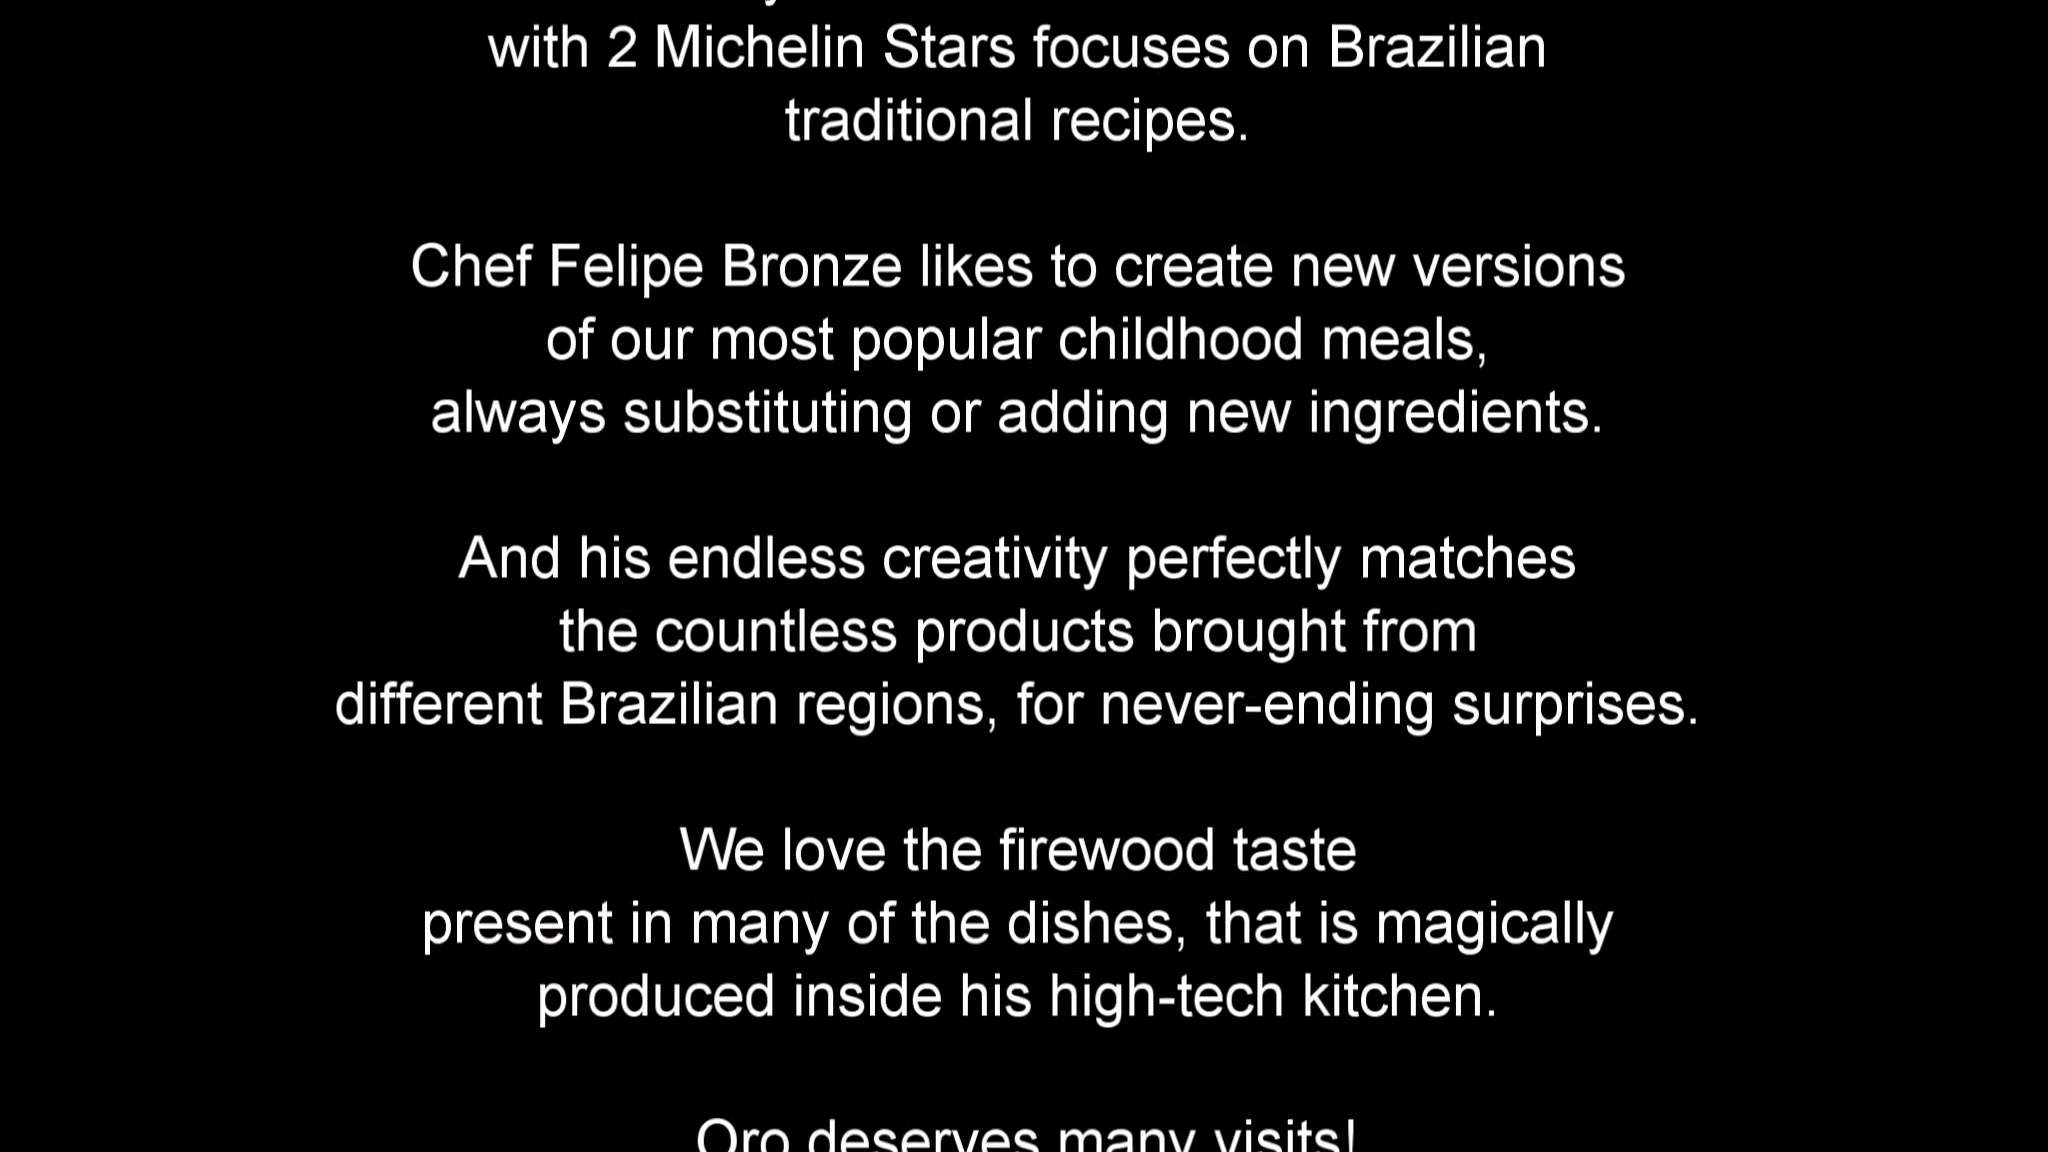 with 2 Michelin Stars focuses on Brazilian
traditional recipes.
Chef Felipe Bronze likes to create new versions
of our most popular childhood meals,
always substituting or adding new ingredients.
And his endless creativity perfectly matches
the countless products brought from
different Brazilian regions, for never-ending surprises.
We love the firewood taste
present in many of the dishes, that is magically
produced inside his high-tech kitchen.
Oro deserves many visits!